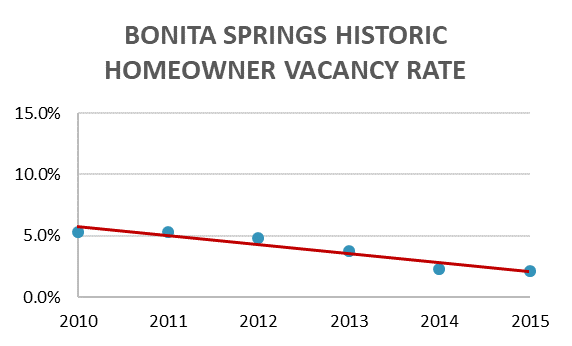 BONITA SPRINGS HISTORIC
HOMEOWNER VACANCY RATE
15.0%
10.0%
5.0%
0.0%
2010 2011 2012 2013 2014 2015